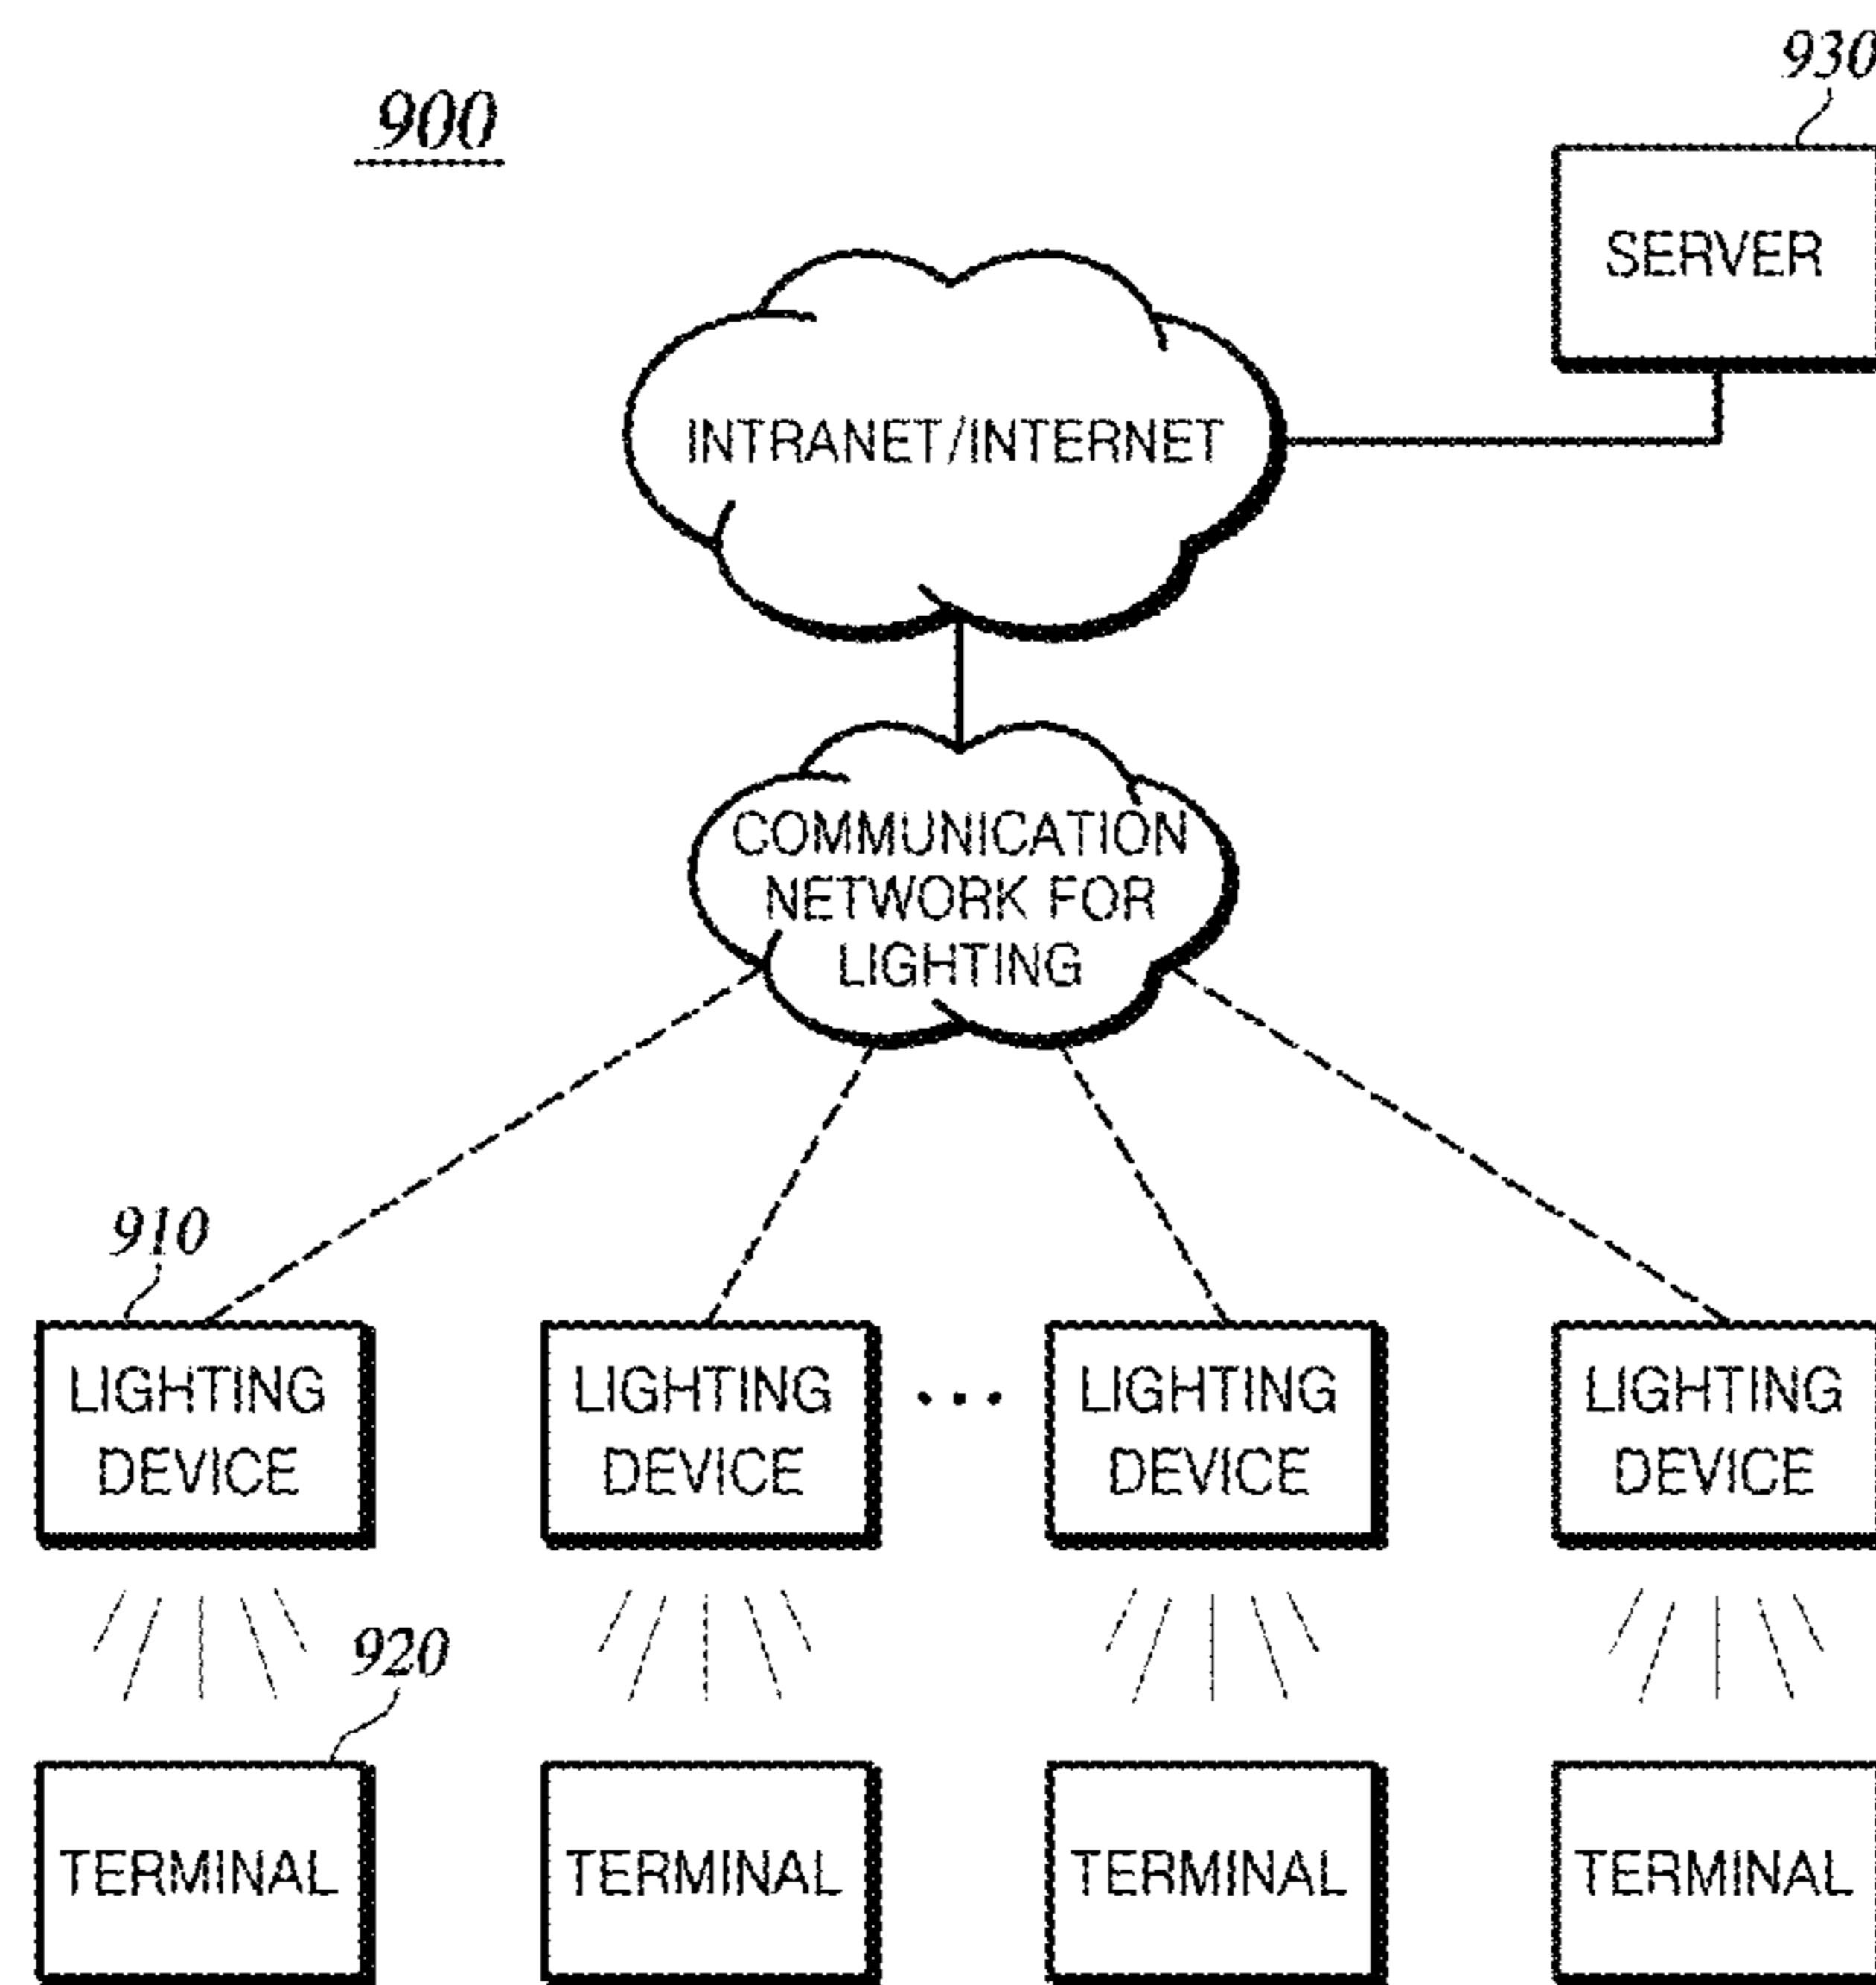 930
900
SERVER
INTRANET/INTERNET
COMMUNICATION
NETWORK FOR
LIGHTING
910
LIGHTING DEVICE
LIGHTING DEVICE
...
LIGHTING DEVICE
LIGHTING DEVICE
920
TERMINAL
TERMINAL
TERMINAL
TERMINAL